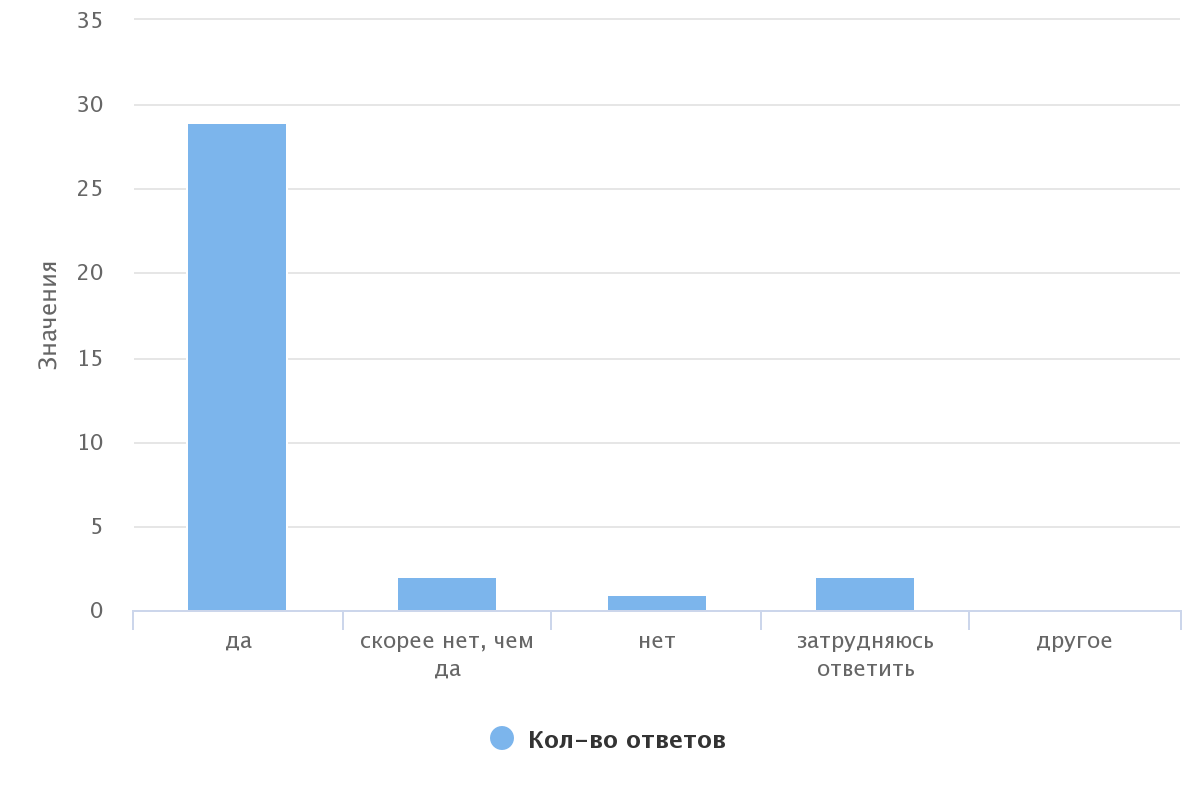 35
30
25
20
15
10
5
0
Значения
да
скорее нет, чем
да
нет
затрудняюсь
ответить
другое
Кол-во ответов